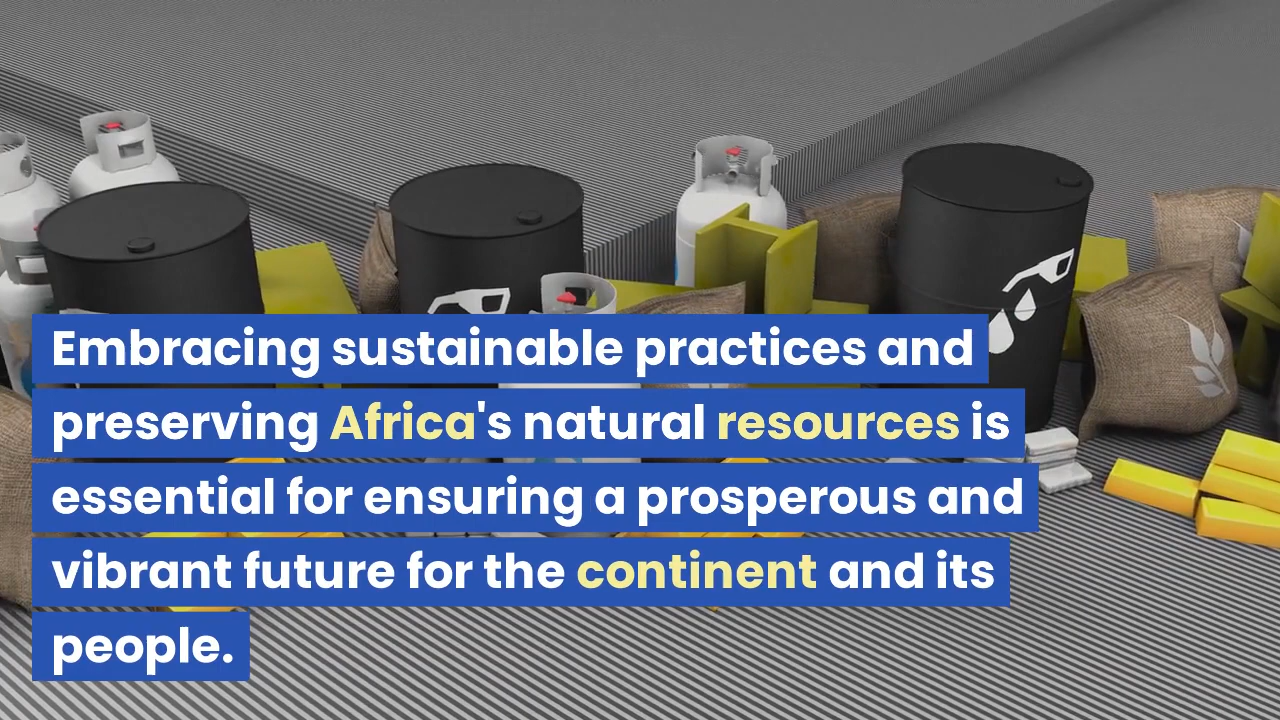 Embracing sustainable practices and
preserving Africa's natural resources is
essential for ensuring a prosperous and
vibrant future for the continent and its
people.